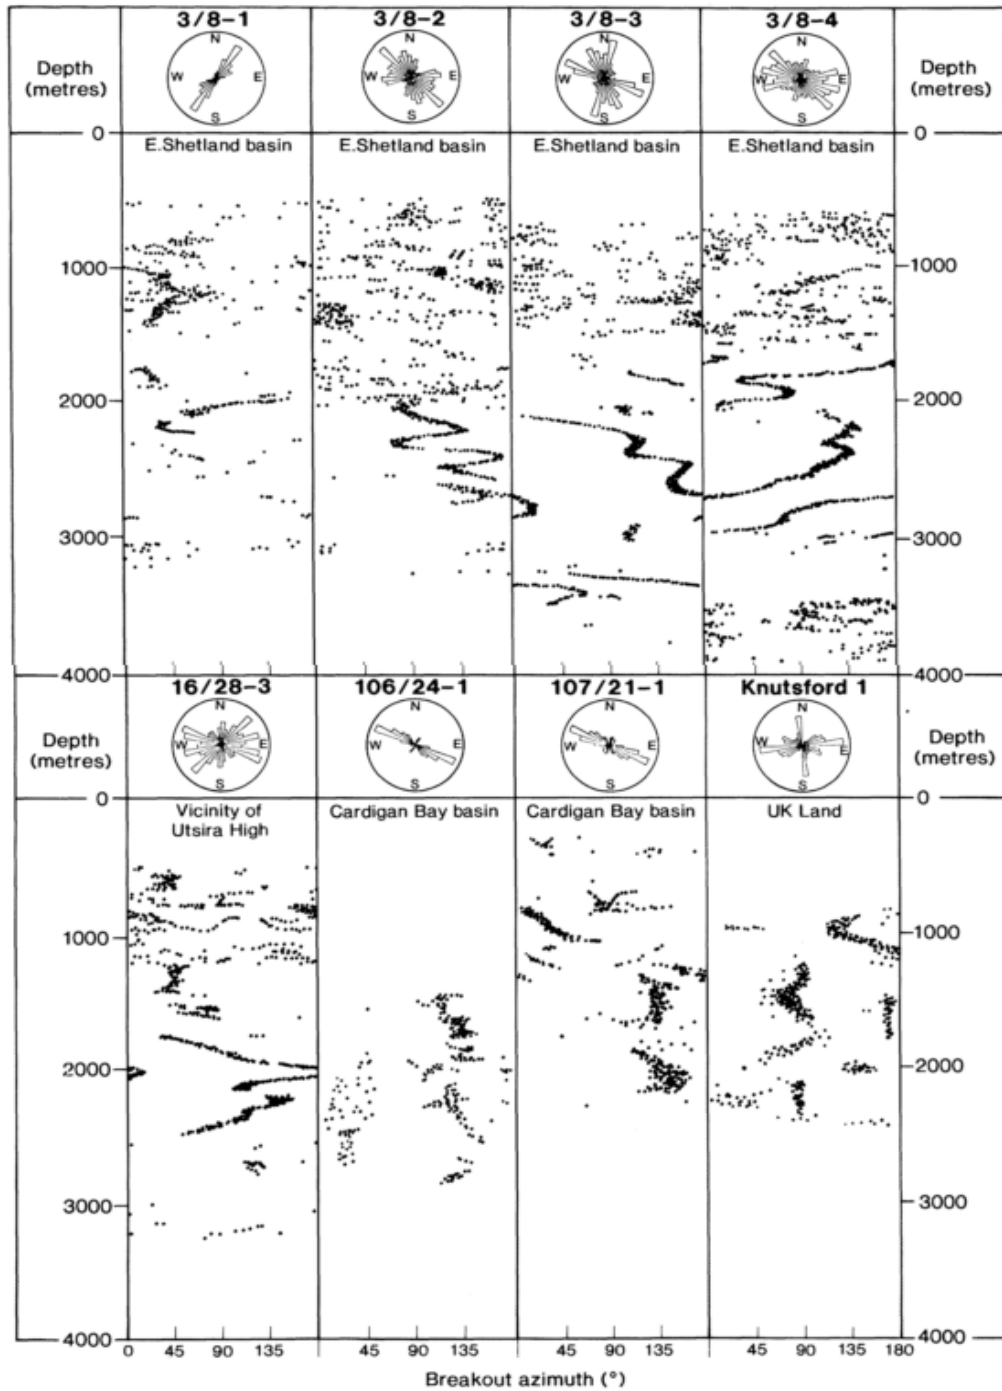 3/8-1 3/8-2 3/8-3 3/8-4
Depth (metres) N W E S N W E S N W E S N W E S Depth (metres)
0 0
E.Shetland basin E.Shetland basin E.Shetland basin E.Shetland basin
1000 1000
2000 2000
3000 3000
4000 4000
16/28-3 106/24-1 107/21-1 Knutsford 1
Depth (metres) N W E S N W E S N W E S N W E S Depth (metres)
0 0
Vicinity of Utsira High Cardigan Bay basin Cardigan Bay basin UK Land
1000 1000
2000 2000
3000 3000
4000 4000
0 45 90 135 0 45 90 135 0 45 90 135 0 45 90 135 180
Breakout azimuth (°)